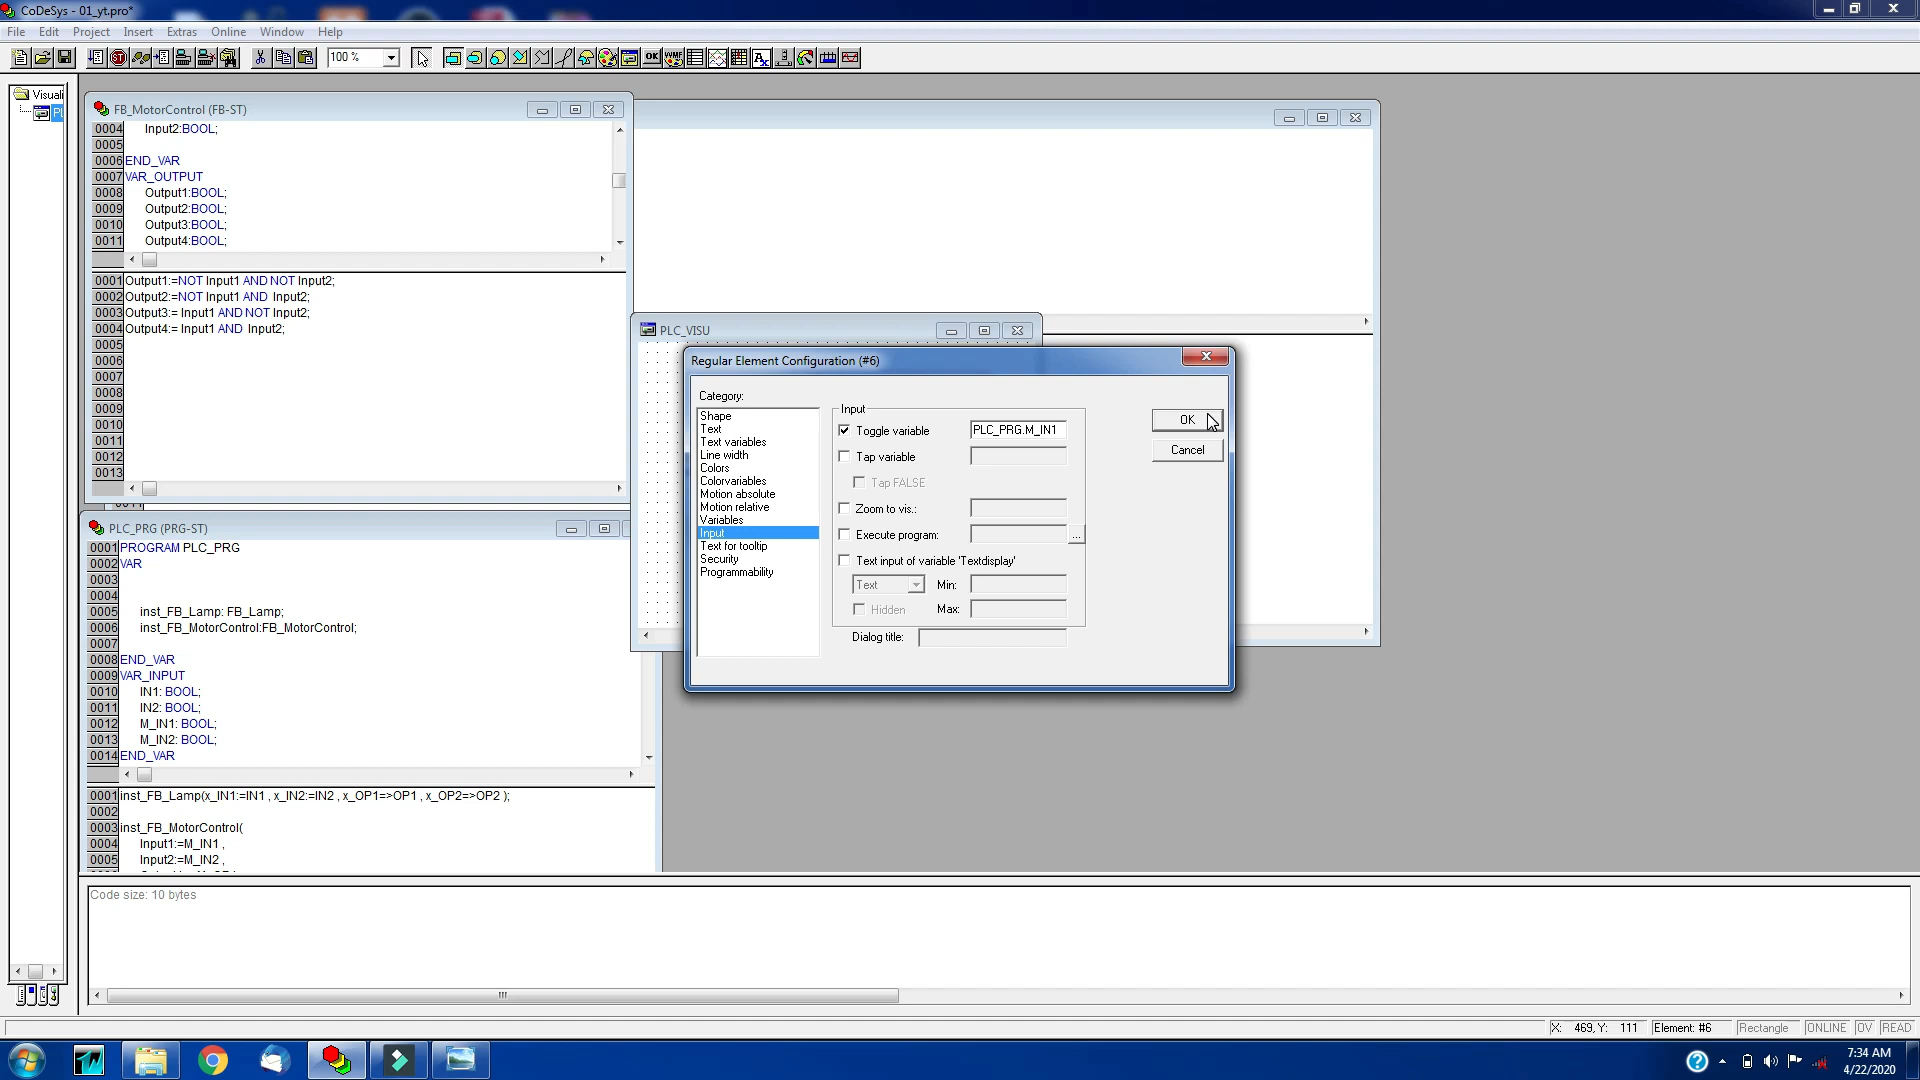 CoDeSys - 01_yt.pro*
File Edit Project Insert Extras Online Window Help
100 %
Visuali
FB_MotorControl (FB-ST)
0004 Input2:BOOL;
0005
0006 END_VAR
0007 VAR_OUTPUT
0008 Output1:BOOL;
0009 Output2:BOOL;
0010 Output3:BOOL;
0011 Output4:BOOL;
0001 Output1:=NOT Input1 AND NOT Input2;
0002 Output2:=NOT Input1 AND Input2;
0003 Output3:= Input1 AND NOT Input2;
0004 Output4:= Input1 AND Input2;
0005
0006
0007
0008
0009
0010
0011
0012
0013
PLC_PRG (PRG-ST)
0001 PROGRAM PLC_PRG
0002 VAR
0003
0004
0005 inst_FB_Lamp: FB_Lamp;
0006 inst_FB_MotorControl:FB_MotorControl;
0007
0008 END_VAR
0009 VAR_INPUT
0010 IN1: BOOL;
0011 IN2: BOOL;
0012 M_IN1: BOOL;
0013 M_IN2: BOOL;
0014 END_VAR
0001 inst_FB_Lamp(x_IN1:=IN1 , x_IN2:=IN2 , x_OP1=>OP1 , x_OP2=>OP2 );
0002
0003 inst_FB_MotorControl(
0004 Input1:=M_IN1 ,
0005 Input2:=M_IN2 ,
PLC_VISU
Regular Element Configuration (#6)
Category:
Shape
Text
Text variables
Line width
Colors
Colorvariables
Motion absolute
Motion relative
Variables
Input
Text for tooltip
Security
Programmability
Input
Toggle variable PLC_PRG.M_IN1
Tap variable
Tap FALSE
Zoom to vis.:
Execute program: ...
Text input of variable 'Textdisplay'
Text Min:
Hidden Max:
Dialog title:
OK
Cancel
Code size: 10 bytes
X: 469, Y: 111 Element: #6 Rectangle ONLINE OV READ
7:34 AM
4/22/2020